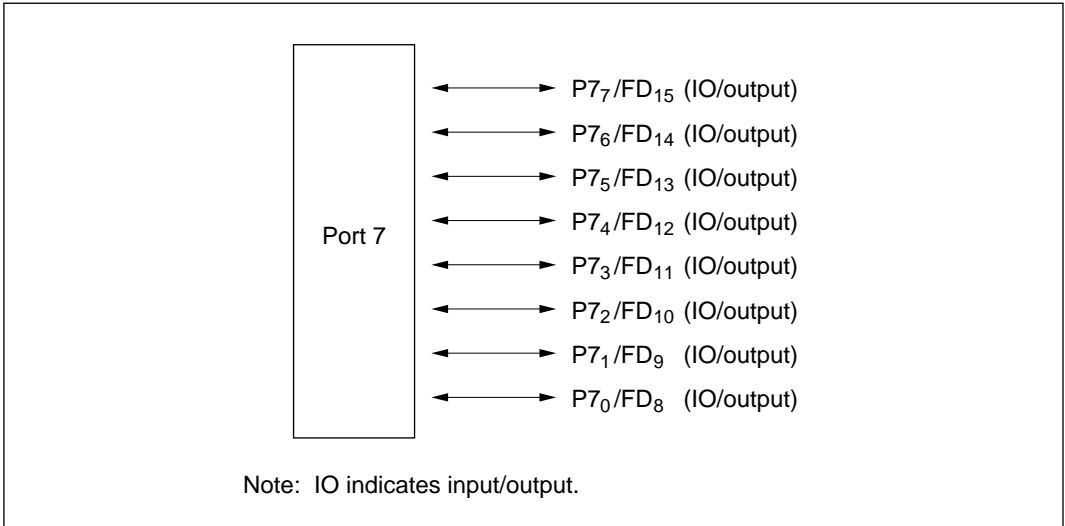 P7₇/FD₁₅ (IO/output)
P7₆/FD₁₄ (IO/output)
P7₅/FD₁₃ (IO/output)
P7₄/FD₁₂ (IO/output)
Port 7
P7₃/FD₁₁ (IO/output)
P7₂/FD₁₀ (IO/output)
P7₁/FD₉ (IO/output)
P7₀/FD₈ (IO/output)
Note: IO indicates input/output.